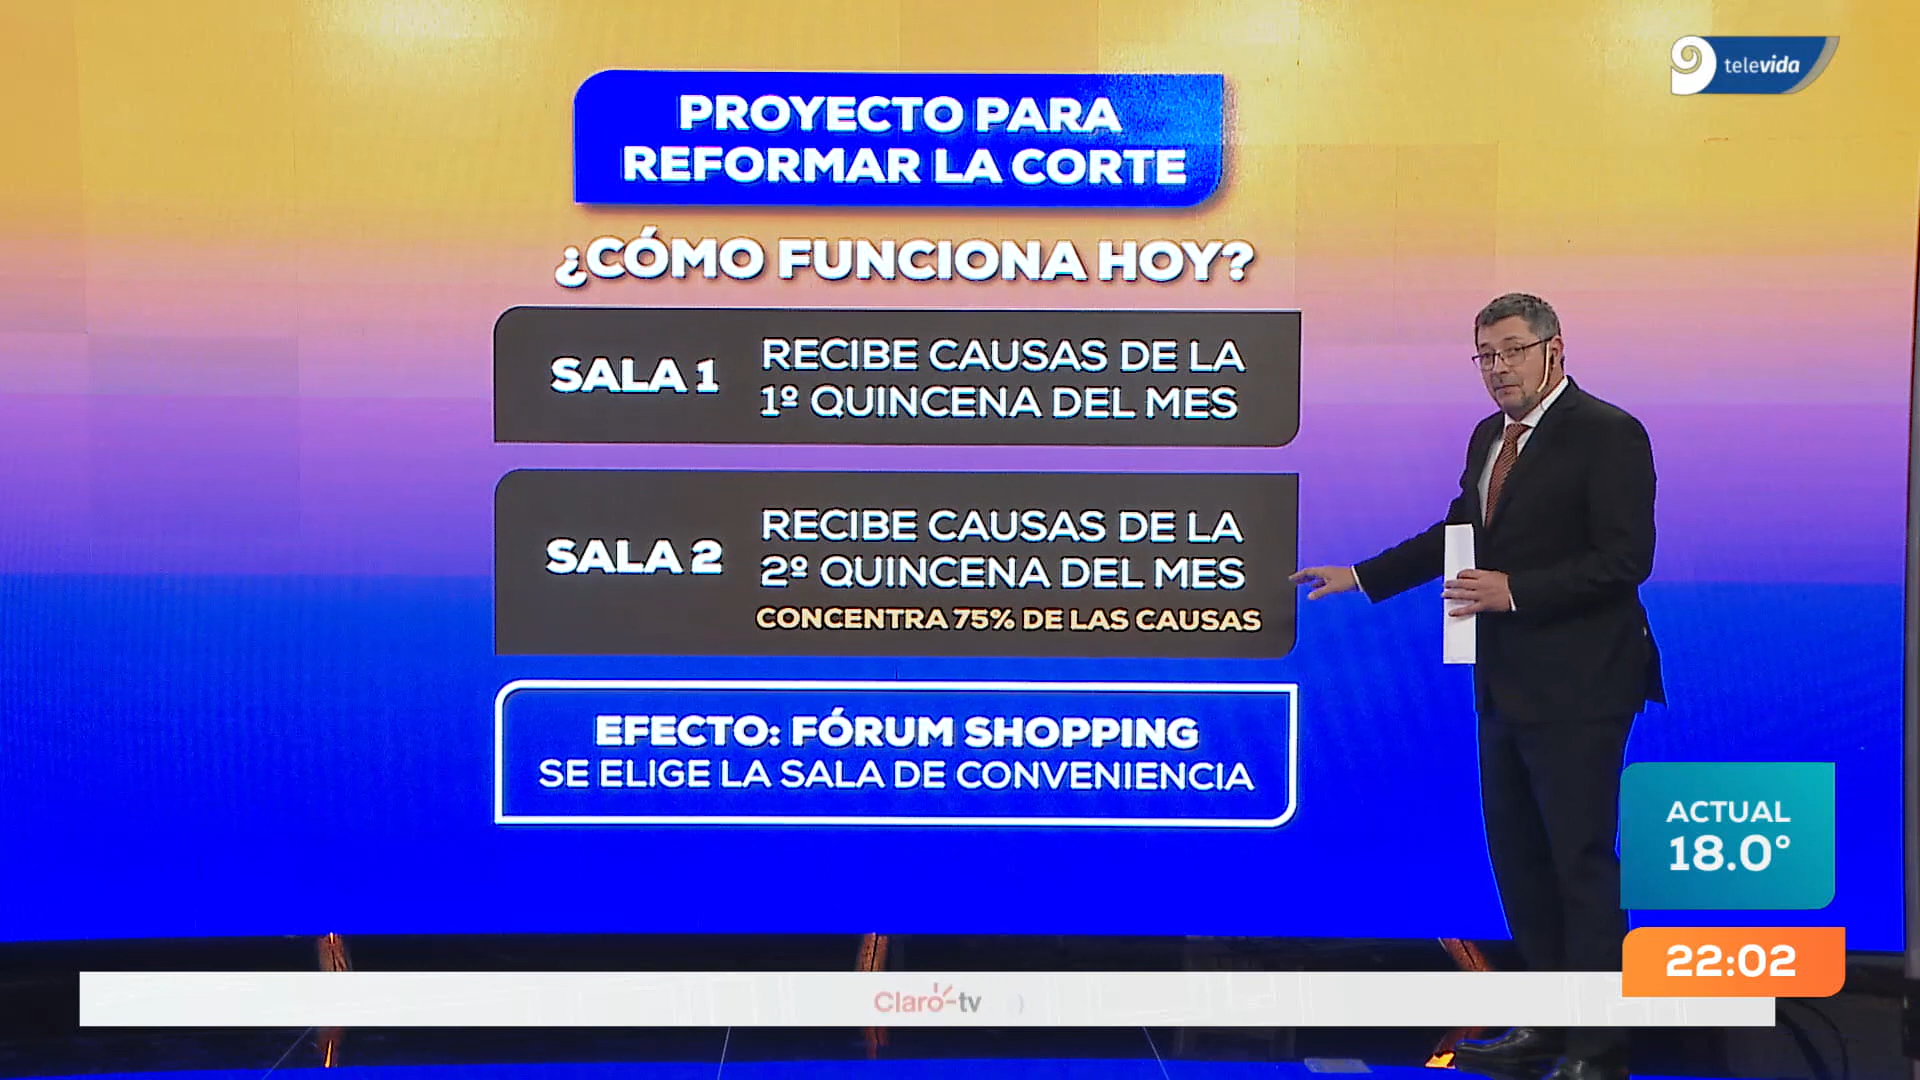 9 televida
PROYECTO PARA
REFORMAR LA CORTE
¿CÓMO FUNCIONA HOY?
SALA 1
RECIBE CAUSAS DE LA
1º QUINCENA DEL MES
SALA 2
RECIBE CAUSAS DE LA
2º QUINCENA DEL MES
CONCENTRA 75% DE LAS CAUSAS
EFECTO: FÓRUM SHOPPING
SE ELIGE LA SALA DE CONVENIENCIA
ACTUAL
18.0°
22:02
Claro-tv